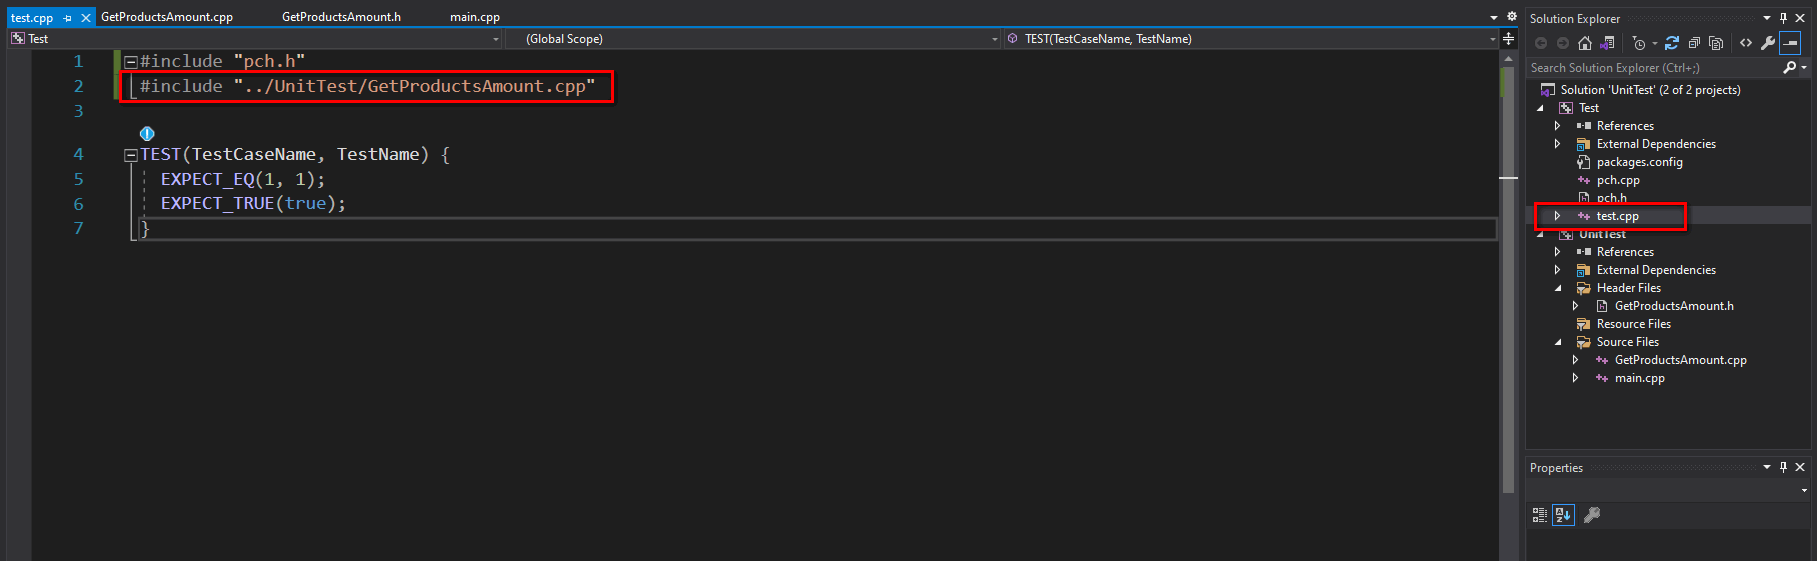 test.cpp
GetProductsAmount.cpp
GetProductsAmount.h
main.cpp
Test
(Global Scope)
TEST(TestCaseName, TestName)
1 #include "pch.h"
2 #include "../UnitTest/GetProductsAmount.cpp"
3
4 TEST(TestCaseName, TestName) {
5 EXPECT_EQ(1, 1);
6 EXPECT_TRUE(true);
7 }
Solution Explorer
Search Solution Explorer (Ctrl+;)
Solution 'UnitTest' (2 of 2 projects)
Test
References
External Dependencies
packages.config
pch.cpp
pch.h
test.cpp
UnitTest
References
External Dependencies
Header Files
GetProductsAmount.h
Resource Files
Source Files
GetProductsAmount.cpp
main.cpp
Properties